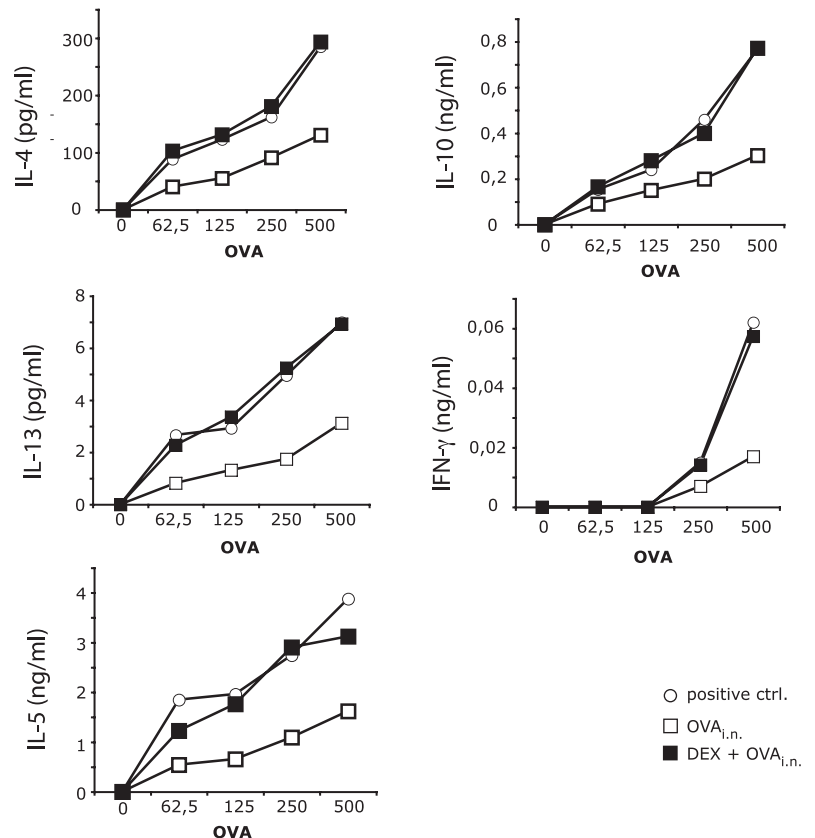 IL-4 (pg/ml)
300
200
100
0
0 62,5 125 250 500
OVA
IL-10 (ng/ml)
0,8
0,6
0,4
0,2
0
0 62,5 125 250 500
OVA
IL-13 (pg/ml)
8
6
4
2
0
0 62,5 125 250 500
OVA
IFN-γ (ng/ml)
0,06
0,04
0,02
0
0 62,5 125 250 500
OVA
IL-5 (ng/ml)
4
3
2
1
0
0 62,5 125 250 500
OVA
positive ctrl.
OVAi.n.
DEX + OVAi.n.